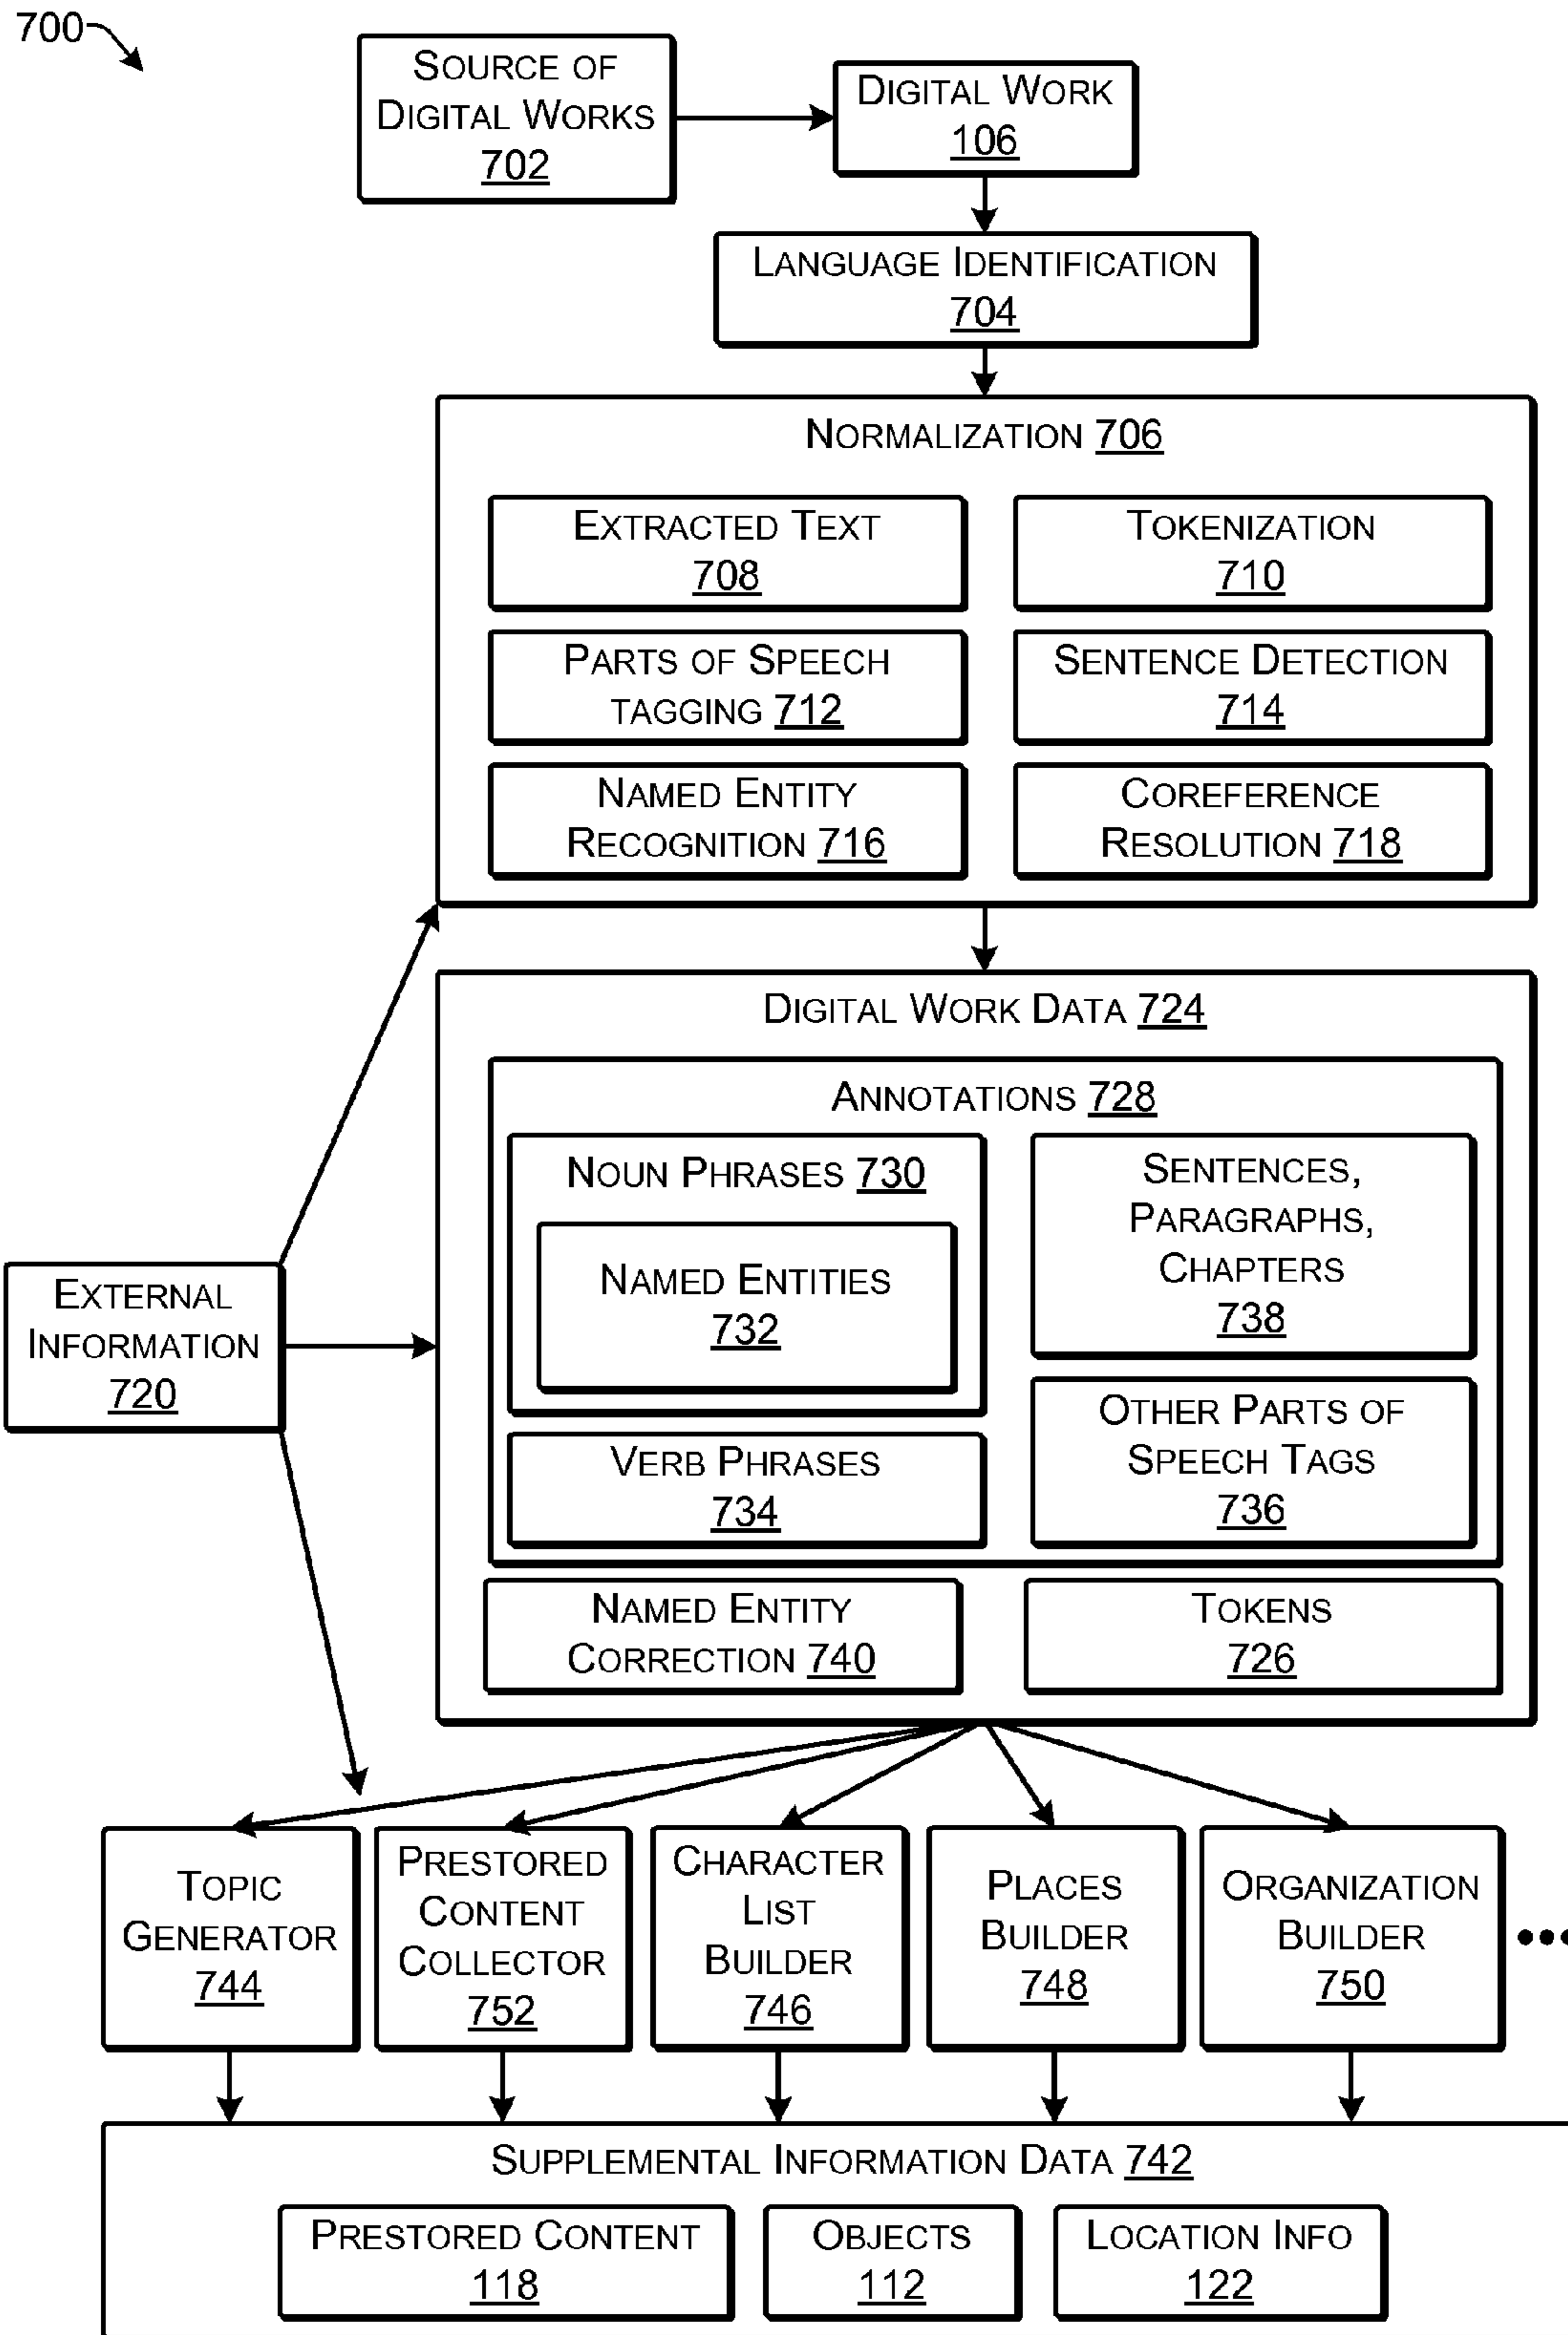 700
SOURCE OF
DIGITAL WORKS
702
DIGITAL WORK
106
LANGUAGE IDENTIFICATION
704
NORMALIZATION 706
EXTRACTED TEXT
708
TOKENIZATION
710
PARTS OF SPEECH
TAGGING 712
SENTENCE DETECTION
714
NAMED ENTITY
RECOGNITION 716
COREFERENCE
RESOLUTION 718
EXTERNAL
INFORMATION
720
DIGITAL WORK DATA 724
ANNOTATIONS 728
NOUN PHRASES 730
NAMED ENTITIES
732
SENTENCES,
PARAGRAPHS,
CHAPTERS
738
VERB PHRASES
734
OTHER PARTS OF
SPEECH TAGS
736
NAMED ENTITY
CORRECTION 740
TOKENS
726
TOPIC
GENERATOR
744
PRESTORED
CONTENT
COLLECTOR
752
CHARACTER
LIST
BUILDER
746
PLACES
BUILDER
748
ORGANIZATION
BUILDER
750
•••
SUPPLEMENTAL INFORMATION DATA 742
PRESTORED CONTENT
118
OBJECTS
112
LOCATION INFO
122